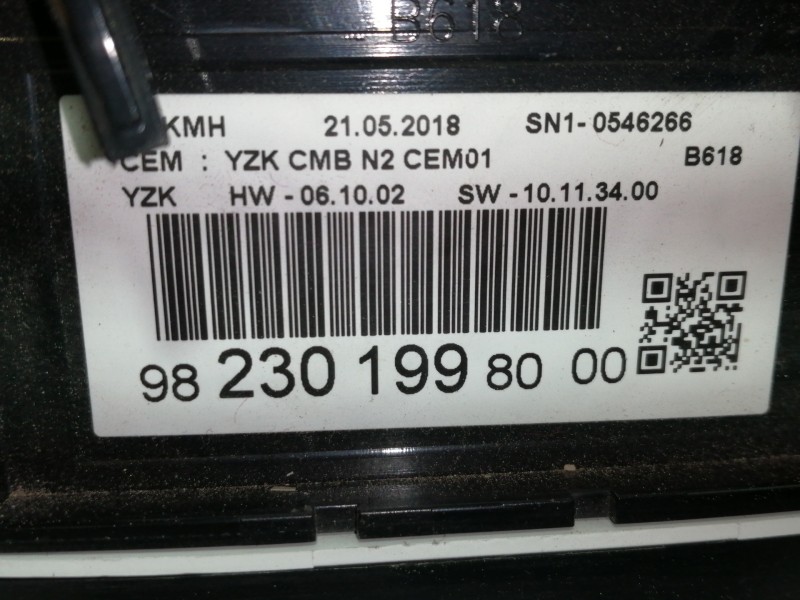 B618
KMH 21.05.2018 SN1- 0546266
CEM : YZK CMB N2 CEM01 B618
YZK HW - 06.10.02 SW - 10.11.34.00
98 230 199 80 00